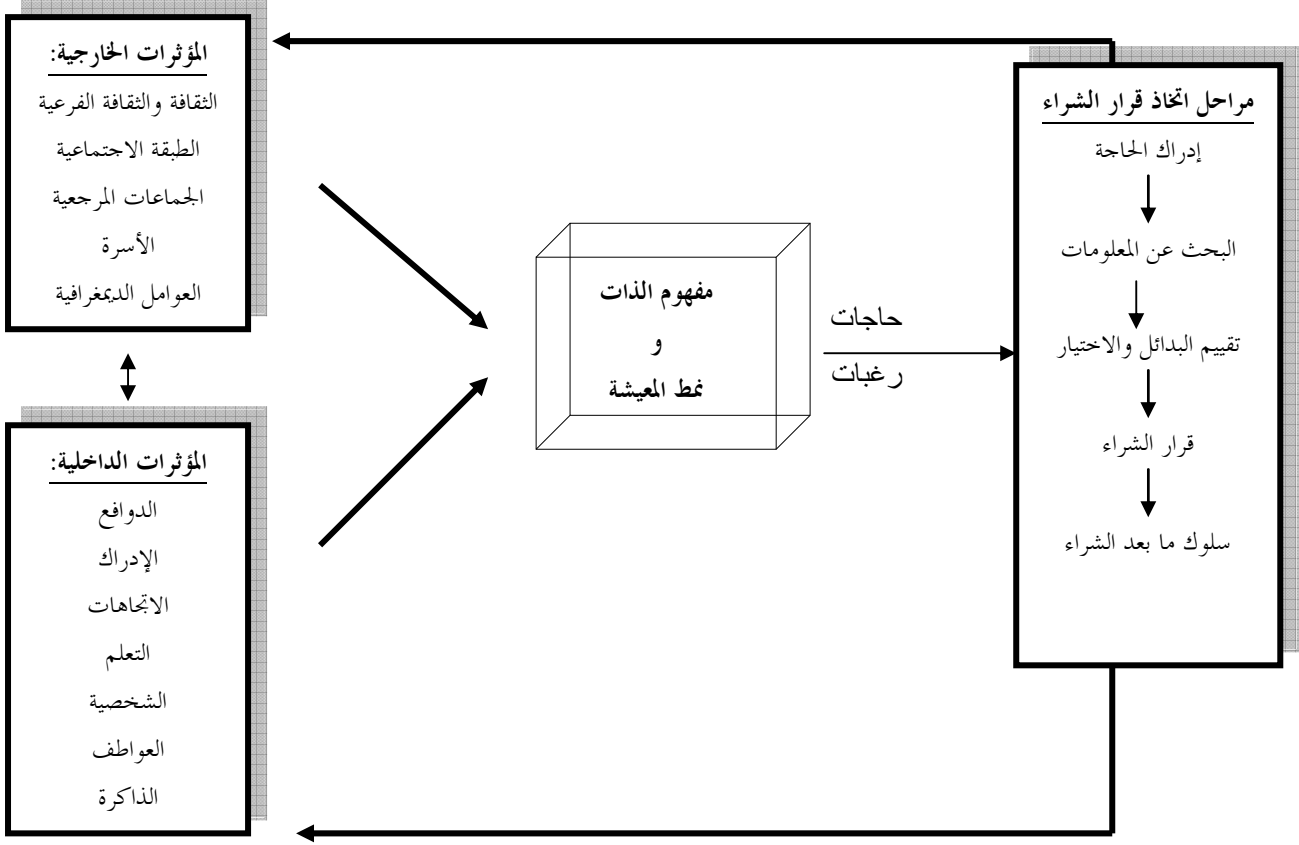 المؤثرات الخارجية:
الثقافة والثقافة الفرعية
الطبقة الاجتماعية
الجماعات المرجعية
الأسرة
العوامل الديمغرافية
المؤثرات الداخلية:
الدوافع
الإدراك
الاتجاهات
التعلم
الشخصية
العواطف
الذاكرة
مفهوم الذات
و
نمط المعيشة
حاجات
رغبات
مراحل اتخاذ قرار الشراء
إدراك الحاجة
البحث عن المعلومات
تقييم البدائل والاختيار
قرار الشراء
سلوك ما بعد الشراء